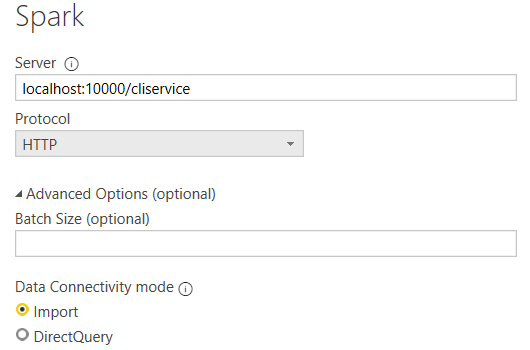 Spark
Server
localhost:10000/cliservice
Protocol
HTTP
Advanced Options (optional)
Batch Size (optional)
Data Connectivity mode
Import
DirectQuery